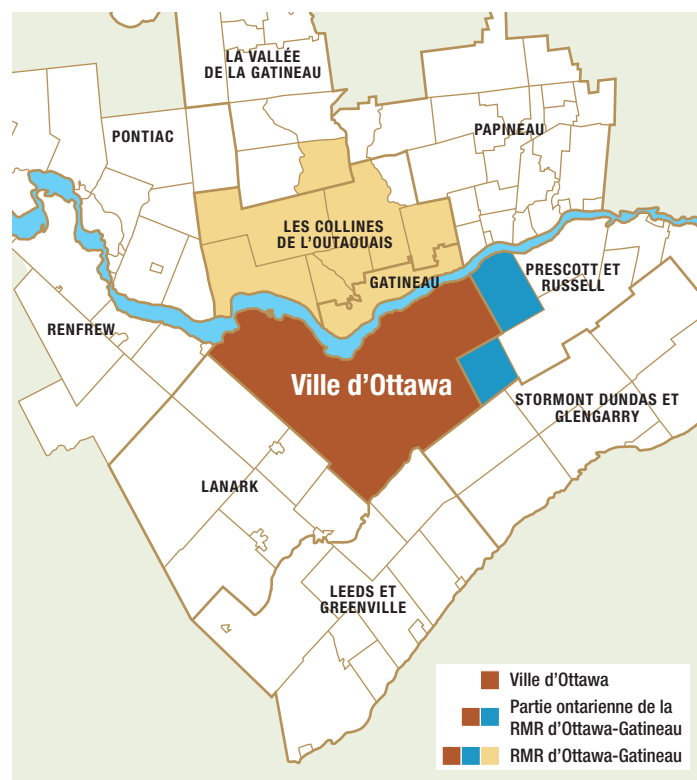 LA VALLÉE
DE LA GATINEAU
PONTIAC
PAPINEAU
LES COLLINES
DE L'OUTAOUAIS
GATINEAU
PRESCOTT ET
RUSSELL
RENFREW
Ville d'Ottawa
STORMONT DUNDAS ET
GLENGARRY
LANARK
LEEDS ET
GREENVILLE
Ville d'Ottawa
Partie ontarienne de la
RMR d'Ottawa-Gatineau
RMR d'Ottawa-Gatineau